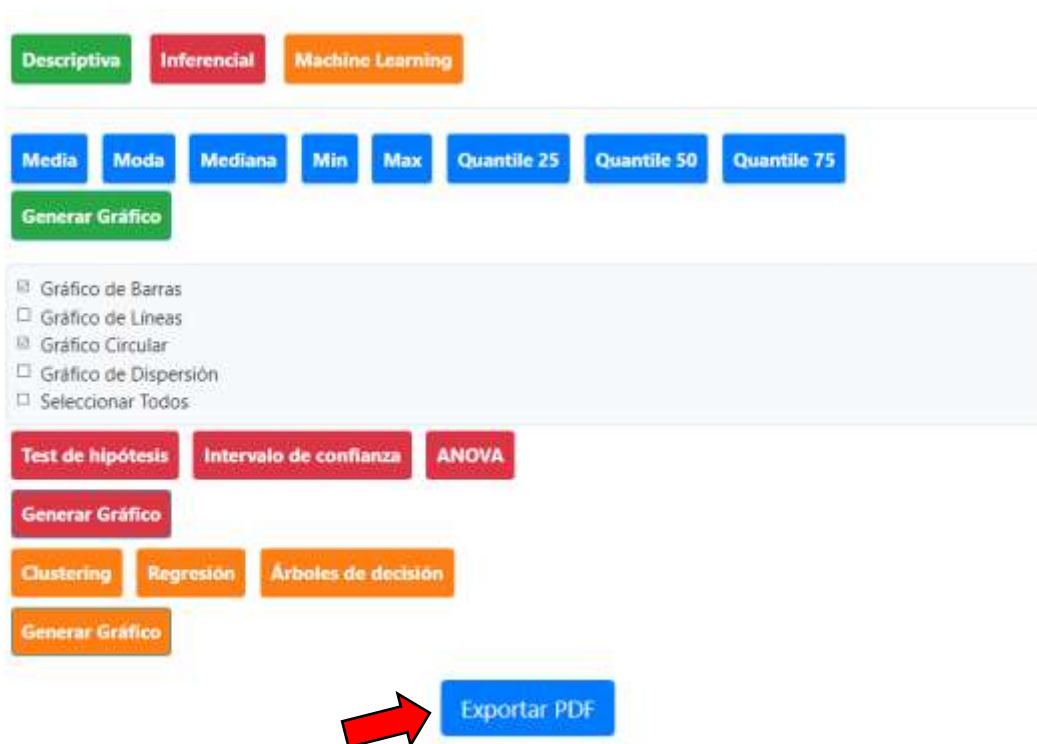 Descriptiva Inferencial Machine Learning
Media Moda Mediana Min Max Quantile 25 Quantile 50 Quantile 75
Generar Gráfico
Gráfico de Barras
Gráfico de Líneas
Gráfico Circular
Gráfico de Dispersión
Seleccionar Todos
Test de hipótesis Intervalo de confianza ANOVA
Generar Gráfico
Clustering Regresión Árboles de decisión
Generar Gráfico
Exportar PDF